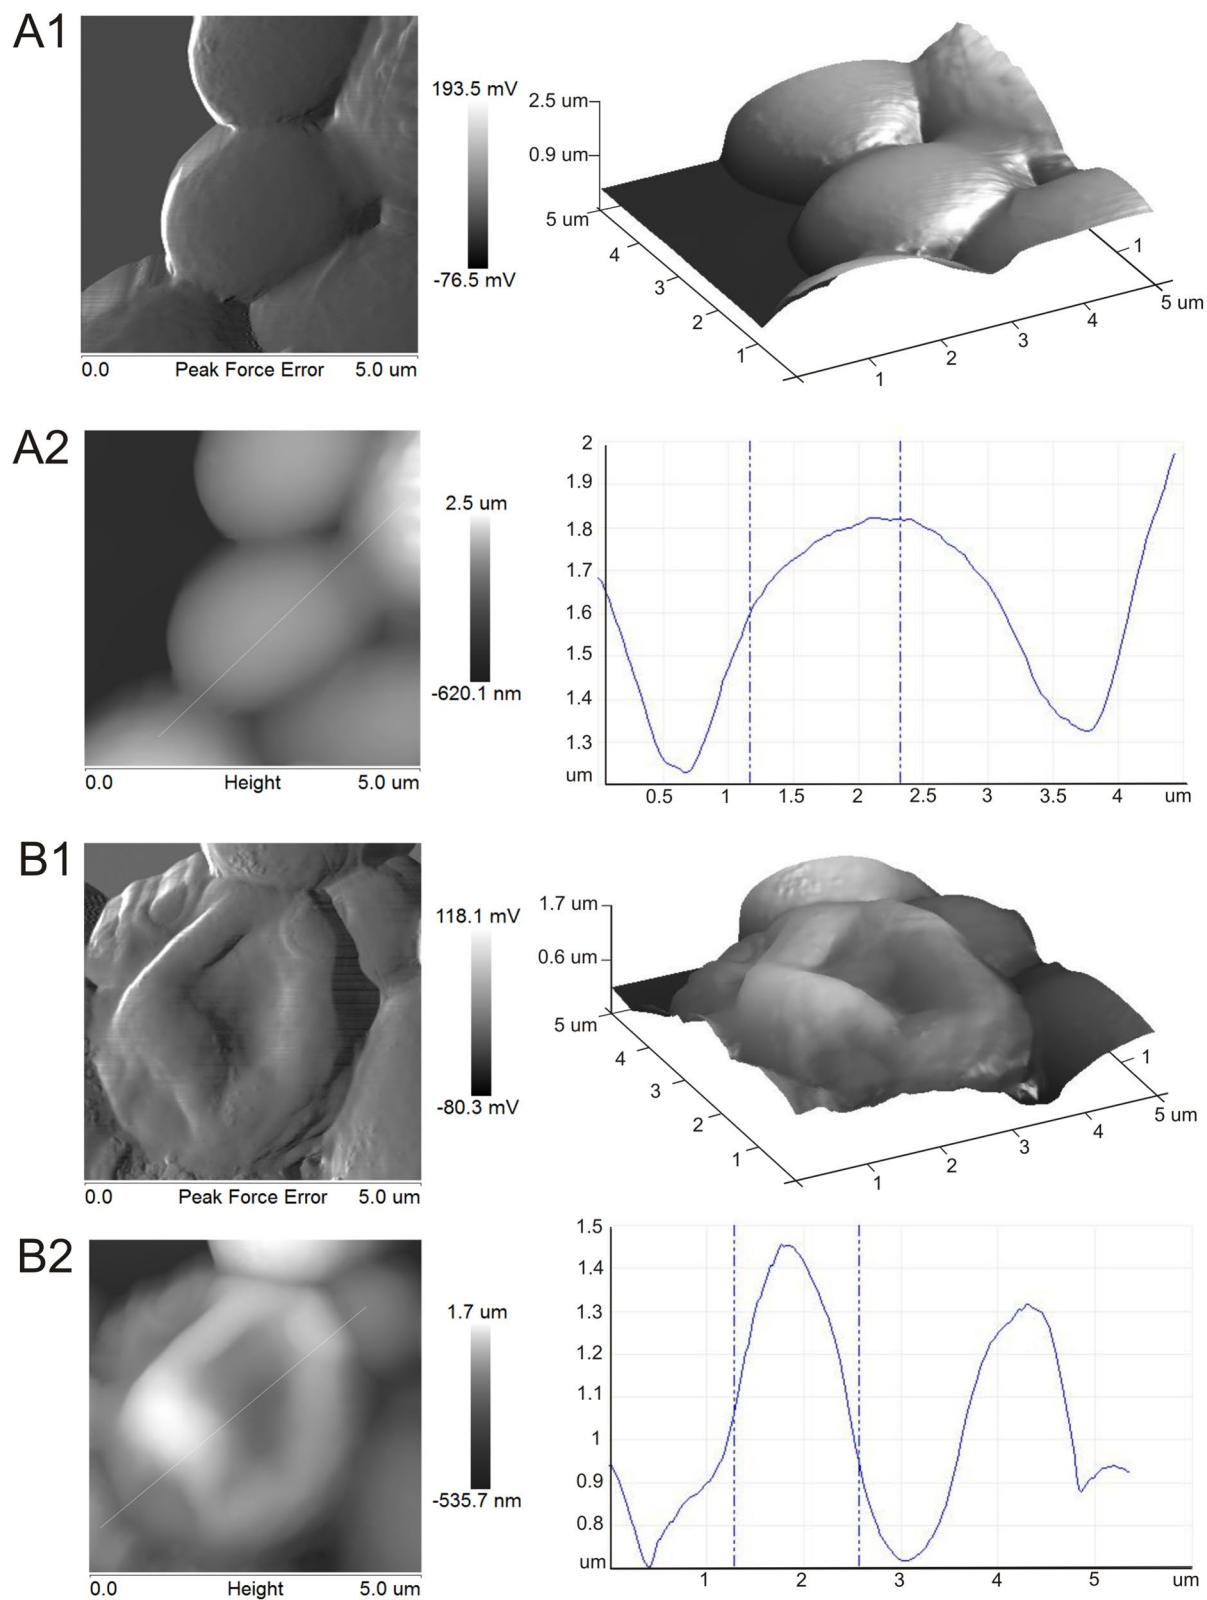 A1
193.5 mV
-76.5 mV
0.0 Peak Force Error 5.0 um
2.5 um
0.9 um
5 um
4
3
2
1
1
2
3
4
5 um
1
A2
2.5 um
-620.1 nm
0.0 Height 5.0 um
2
1.9
1.8
1.7
1.6
1.5
1.4
1.3
um
0.5 1 1.5 2 2.5 3 3.5 4 um
B1
118.1 mV
-80.3 mV
0.0 Peak Force Error 5.0 um
1.7 um
0.6 um
5 um
4
3
2
1
1
2
3
4
5 um
1
B2
1.7 um
-535.7 nm
0.0 Height 5.0 um
1.5
1.4
1.3
1.2
1.1
1
0.9
0.8
um
1 2 3 4 5 um